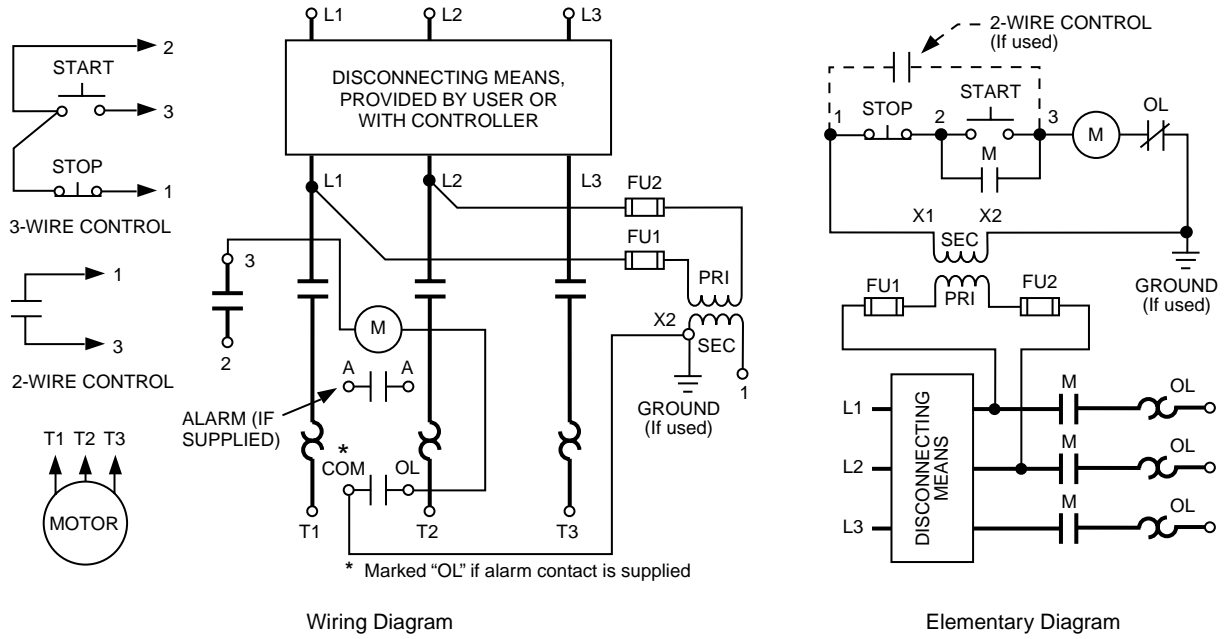 L1
L2
L3
DISCONNECTING MEANS,
PROVIDED BY USER OR
WITH CONTROLLER
2
START
3
STOP
1
3-WIRE CONTROL
1
3
2-WIRE CONTROL
T1 T2 T3
MOTOR
L1
L2
L3
FU2
FU1
PRI
SEC
X2
1
GROUND
(If used)
3
2
M
A
A
ALARM (IF
SUPPLIED)
*
COM
OL
T1
T2
T3
* Marked “OL” if alarm contact is supplied
Wiring Diagram
2-WIRE CONTROL
(If used)
1
STOP
2
START
3
M
OL
M
X1
X2
SEC
GROUND
(If used)
FU1
PRI
FU2
L1
L2
L3
DISCONNECTING
MEANS
M
OL
M
OL
M
OL
Elementary Diagram